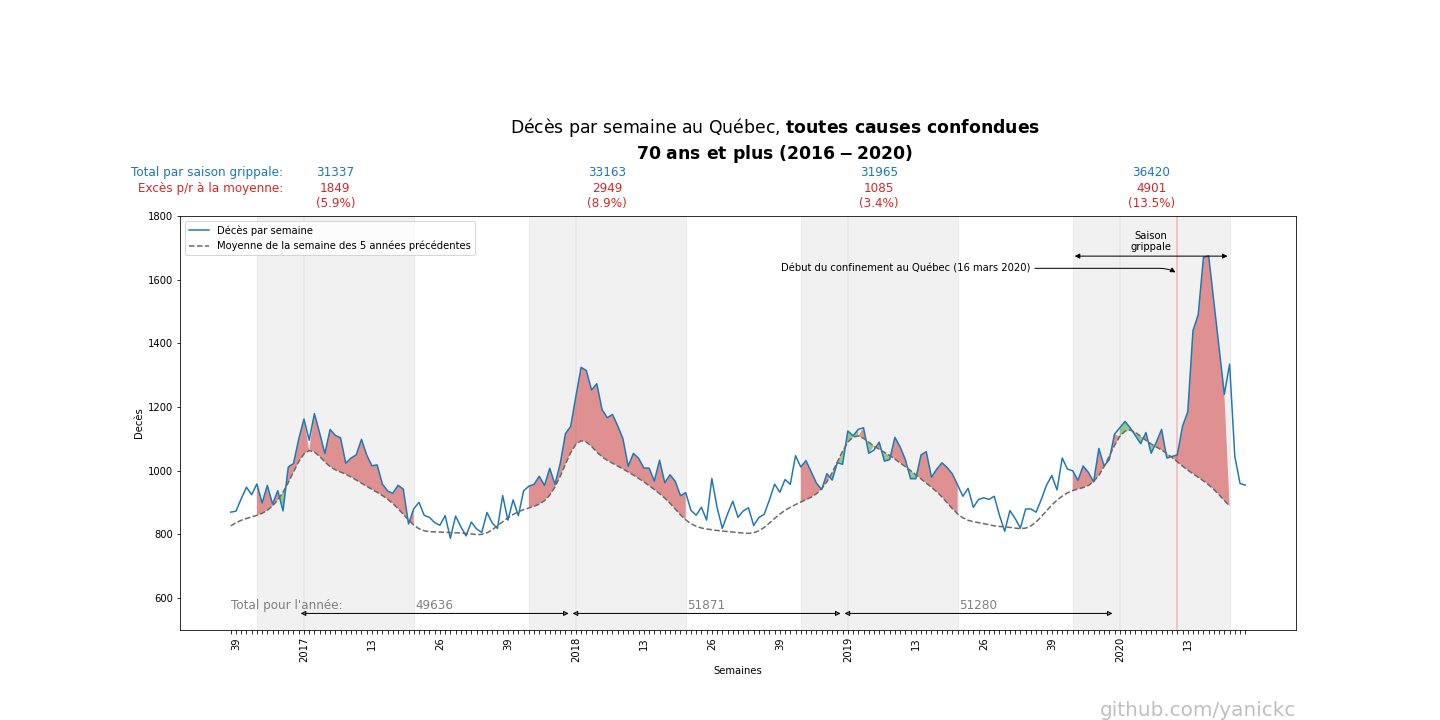 Décès par semaine au Québec, toutes causes confondues
70 ans et plus (2016 – 2020)
Total par saison grippale: 31337 33163 31965 36420
Excès p/r à la moyenne: 1849 2949 1085 4901
(5.9%) (8.9%) (3.4%) (13.5%)
1800
Décès par semaine
Moyenne de la semaine des 5 années précédentes
Saison
grippale
Début du confinement au Québec (16 mars 2020)
1600
1400
1200
Decès
1000
800
600
Total pour l'année: 49636 51871 51280
39 2017 13 26 39 2018 13 26 39 2019 13 26 39 2020 13
Semaines
github.com/yanickc